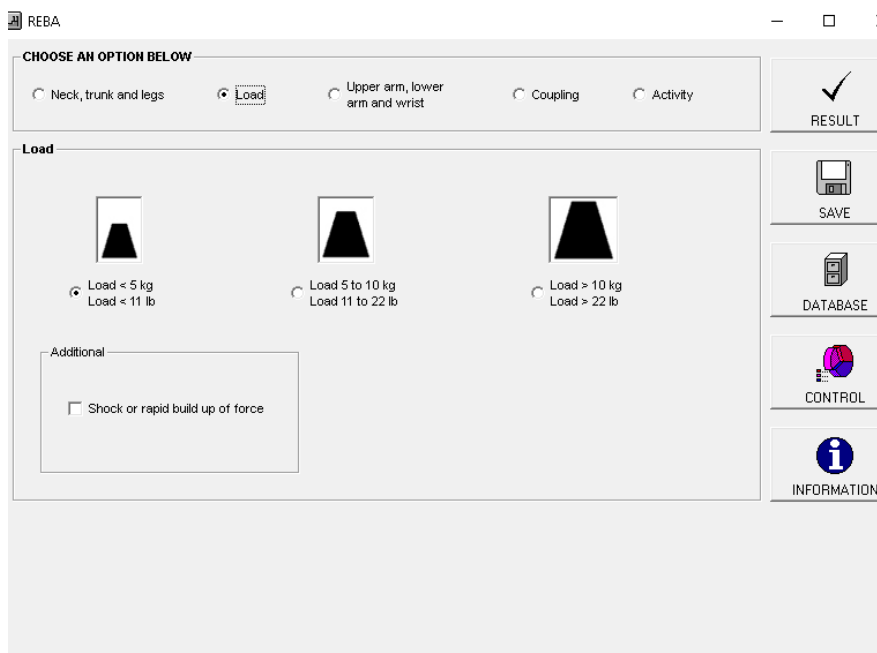 REBA
CHOOSE AN OPTION BELOW
Neck, trunk and legs
Load
Upper arm, lower
arm and wrist
Coupling
Activity
RESULT
Load
SAVE
Load < 5 kg
Load < 11 lb
Load 5 to 10 kg
Load 11 to 22 lb
Load > 10 kg
Load > 22 lb
DATABASE
Additional
Shock or rapid build up of force
CONTROL
INFORMATION